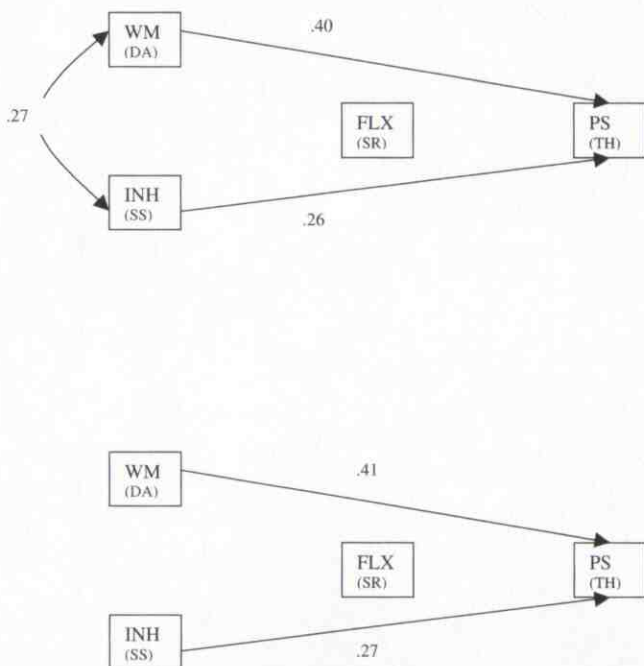 WM
(DA)
.40
.27
FLX
(SR)
PS
(TH)
INH
(SS)
.26
WM
(DA)
.41
FLX
(SR)
PS
(TH)
INH
(SS)
.27